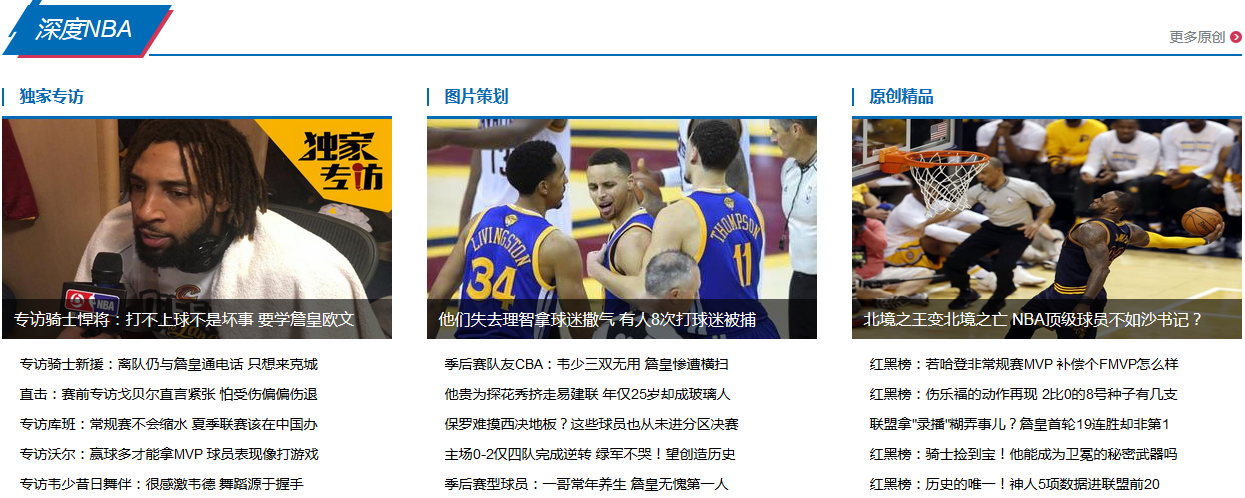 深度NBA
更多原创
独家专访
独家
专访
NBA
专访骑士悍将：打不上球不是坏事 要学詹皇欧文
专访骑士新援：离队仍与詹皇通电话 只想来克城
直击：赛前专访戈贝尔直言紧张 怕受伤偏偏伤退
专访库班：常规赛不会缩水 夏季联赛该在中国办
专访沃尔：赢球多才能拿MVP 球员表现像打游戏
专访韦少昔日舞伴：很感激韦德 舞蹈源于握手
图片策划
LIVINGSTON
34
THOMPSON
11
他们失去理智拿球迷撒气 有人8次打球迷被捕
季后赛队友CBA：韦少三双无用 詹皇惨遭横扫
他贵为探花秀挤走易建联 年仅25岁却成玻璃人
保罗难摸西决地板？这些球员也从未进分区决赛
主场0-2仅四队完成逆转 绿军不哭！望创造历史
季后赛型球员：一哥常年养生 詹皇无愧第一人
原创精品
北境之王变北境之亡 NBA顶级球员不如沙书记？
红黑榜：若哈登非常规赛MVP 补偿个FMVP怎么样
红黑榜：伤乐福的动作再现 2比0的8号种子有几支
联盟拿"录播"糊弄事儿？詹皇首轮19连胜却非第1
红黑榜：骑士捡到宝！他能成为卫冕的秘密武器吗
红黑榜：历史的唯一！神人5项数据进联盟前20